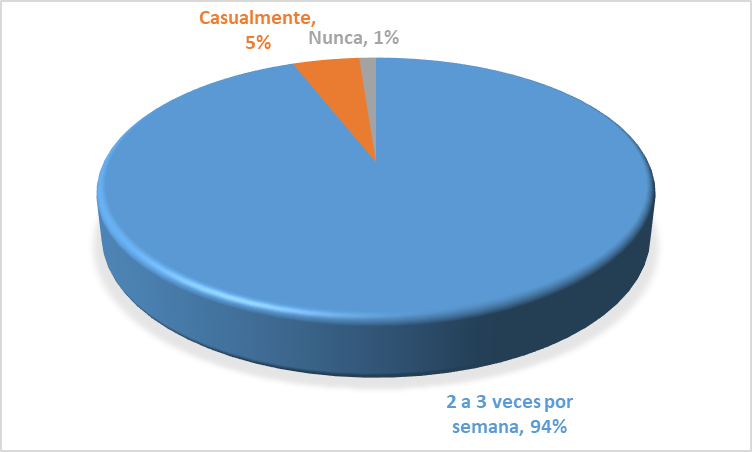 Casualmente,
5%
Nunca, 1%
2 a 3 veces por
semana, 94%